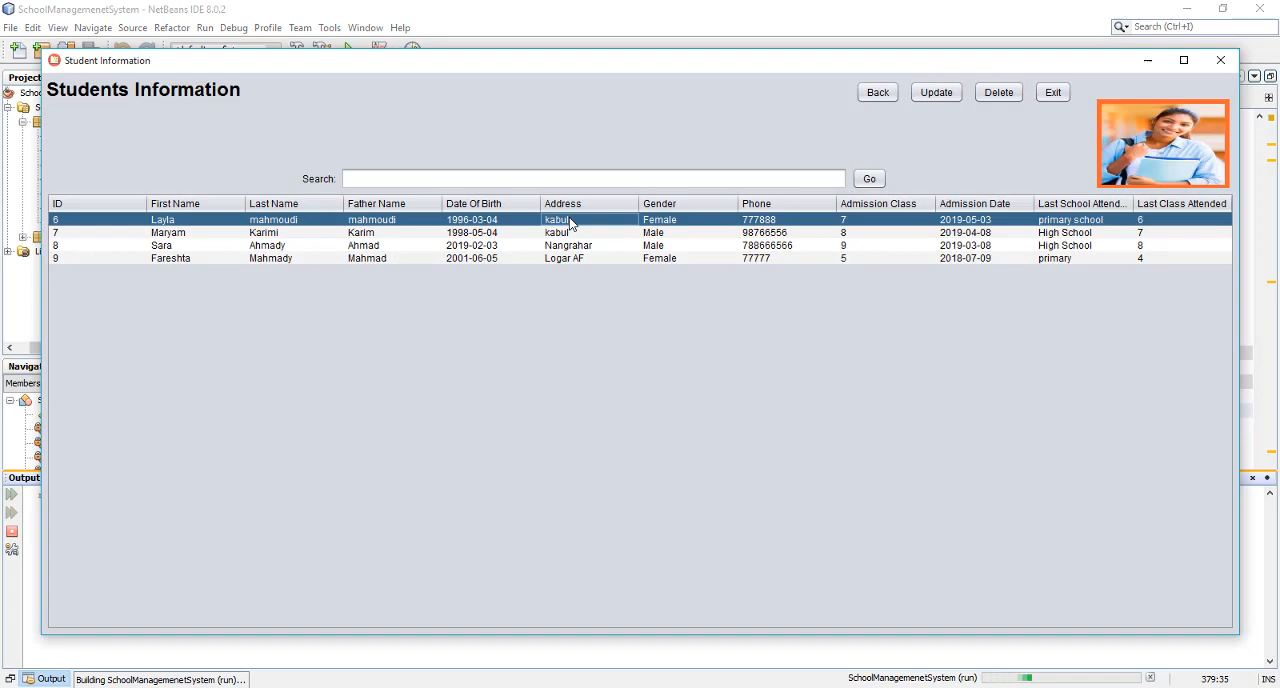 SchoolManagemenetSystem - NetBeans IDE 8.0.2
File Edit View Navigate Source Refactor Run Debug Profile Team Tools Window Help
Search (Ctrl+I)
Student Information
Students Information
Back Update Delete Exit
Search: Go
ID First Name Last Name Father Name Date Of Birth Address Gender Phone Admission Class Admission Date Last School Attend... Last Class Attended
6 Layla mahmoudi mahmoudi 1996-03-04 kabul Female 777888 7 2019-05-03 primary school 6
7 Maryam Karimi Karim 1998-05-04 kabul Male 98766556 8 2019-04-08 High School 7
8 Sara Ahmady Ahmad 2019-02-03 Nangrahar Male 788666566 9 2019-03-08 High School 8
9 Fareshta Mahmady Mahmad 2001-06-05 Logar AF Female 77777 5 2018-07-09 primary 4
Projec
Schoo
Navigat
Members
Output
Output Building SchoolManagemenetSystem (run)... SchoolManagemenetSystem (run) 379:35 INS